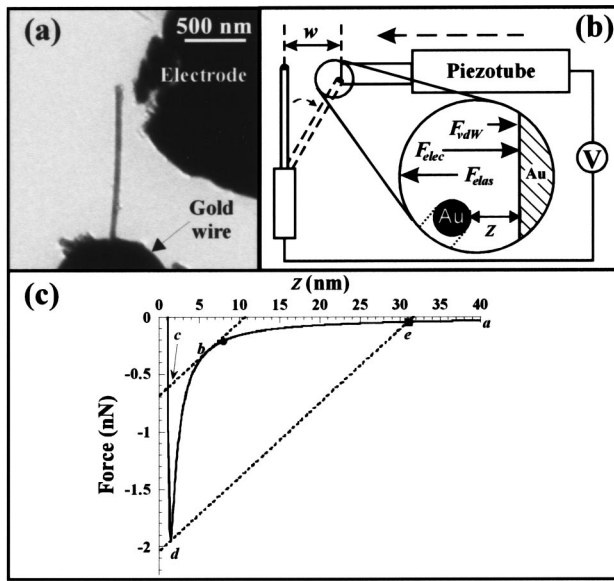 (a)
500 nm
Electrode
Gold
wire
(b)
w
Piezotube
V
F_vdW
F_elec
F_elas
Au
Au
Z
(c)
Z (nm)
0 5 10 15 20 25 30 35 40
0
-0.5
-1
-1.5
-2
Force (nN)
a
b
c
d
e